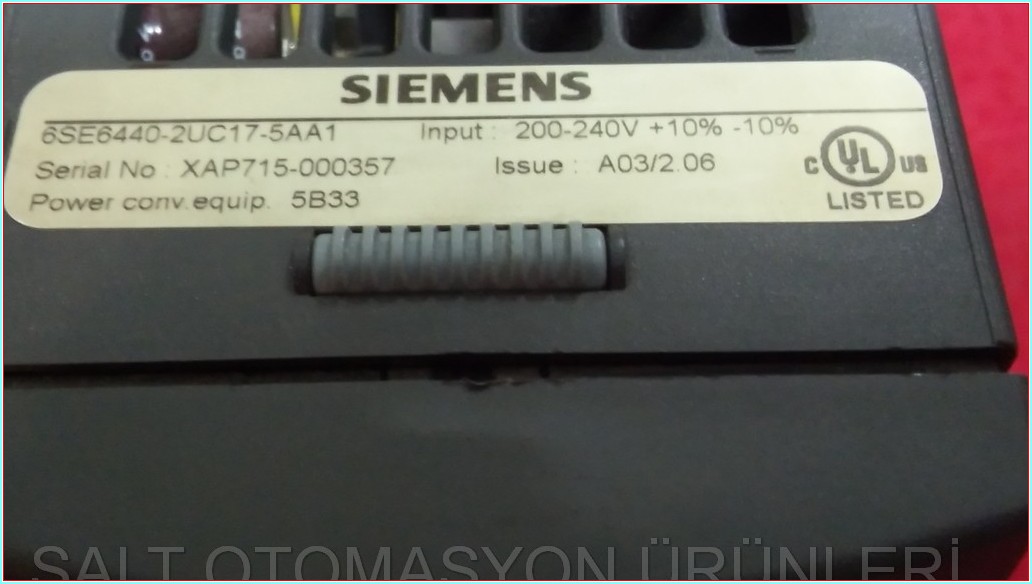 SIEMENS
6SE6440-2UC17-5AA1 Input : 200-240V +10% -10%
Serial No : XAP715-000357 Issue : A03/2.06
Power conv.equip. 5B33
C UL US
LISTED
SALT OTOMASYON ÜRÜNLERİ